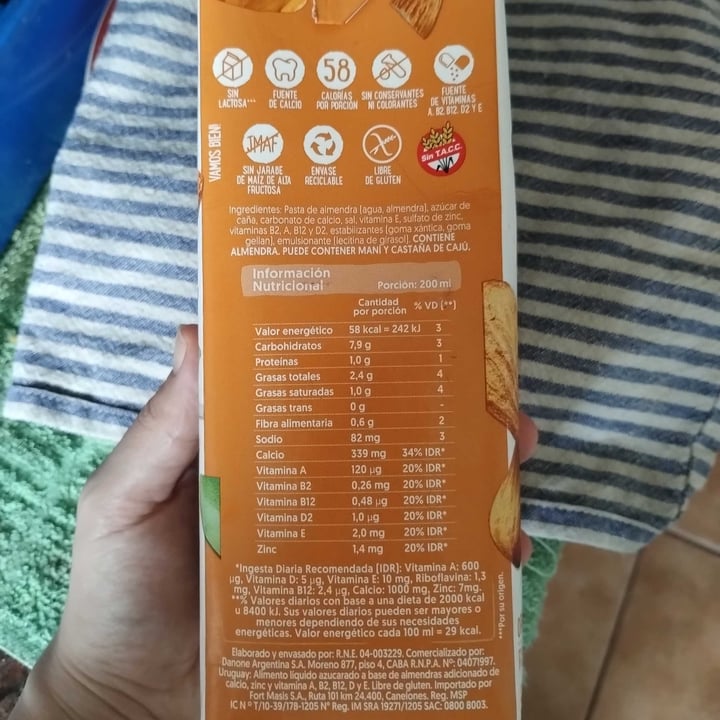 SIN
LACTOSA***
FUENTE
DE CALCIO
58
CALORÍAS
POR PORCIÓN
SIN CONSERVANTES
NI COLORANTES
FUENTE
DE VITAMINAS
A, B2, B12, D2 Y E
¡VAMOS BIEN!
JMAF
SIN JARABE
DE MAÍZ DE ALTA
FRUCTOSA
ENVASE
RECICLABLE
LIBRE
DE GLUTEN
Sin T.A.C.C.
Ingredientes: Pasta de almendra (agua, almendra), azúcar de
caña, carbonato de calcio, sal, vitamina E, sulfato de zinc,
vitaminas B2, A, B12 y D2, estabilizantes (goma xántica, goma
gellan), emulsionante (lecitina de girasol). CONTIENE
ALMENDRA. PUEDE CONTENER MANÍ Y CASTAÑA DE CAJÚ.
Información
Nutricional Porción: 200 ml
Cantidad
por porción % VD (**)
Valor energético 58 kcal = 242 kJ 3
Carbohidratos 7,9 g 3
Proteínas 1,0 g 1
Grasas totales 2,4 g 4
Grasas saturadas 1,0 g 4
Grasas trans 0 g -
Fibra alimentaria 0,6 g 2
Sodio 82 mg 3
Calcio 339 mg 34% IDR*
Vitamina A 120 µg 20% IDR*
Vitamina B2 0,26 mg 20% IDR*
Vitamina B12 0,48 µg 20% IDR*
Vitamina D2 1,0 µg 20% IDR*
Vitamina E 2,0 mg 20% IDR*
Zinc 1,4 mg 20% IDR*
*Ingesta Diaria Recomendada (IDR): Vitamina A: 600
µg, Vitamina D: 5 µg, Vitamina E: 10 mg, Riboflavina: 1,3
mg, Vitamina B12: 2,4 µg, Calcio: 1000 mg, Zinc: 7mg.
**% Valores diarios con base a una dieta de 2000 kcal
u 8400 kJ. Sus valores diarios pueden ser mayores o
menores dependiendo de sus necesidades
energéticas. Valor energético cada 100 ml = 29 kcal.
***Por su origen.
Elaborado y envasado por: R.N.E. 04-003229. Comercializado por:
Danone Argentina S.A. Moreno 877, piso 4, CABA R.N.P.A. Nº: 04071997.
Uruguay: Alimento líquido azucarado a base de almendras adicionado de
calcio, zinc y vitamina A, B2, B12, D y E. Libre de gluten. Importado por
Fort Masis S.A., Ruta 101 km 24.400, Canelones. Reg. MSP
IC N º T/10-39/178-1205 Nº Reg. IM SRA 19271/1205 SAC: 0800 8003.